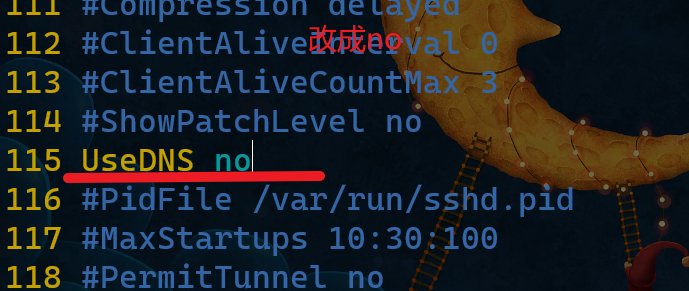 111 #Compression delayed
112 #ClientAliveInterval 0
改成no
113 #ClientAliveCountMax 3
114 #ShowPatchLevel no
115 UseDNS no
116 #PidFile /var/run/sshd.pid
117 #MaxStartups 10:30:100
118 #PermitTunnel no